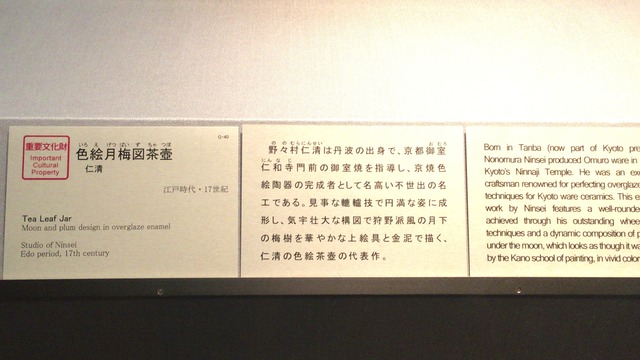 G-40
重要文化財
Important
Cultural
Property
いろ え げつ ばい ず ちゃ つぼ
色絵月梅図茶壺
仁清
江戸時代・17世紀
Tea Leaf Jar
Moon and plum design in overglaze enamel
Studio of Ninsei
Edo period, 17th century
ののむらにんせい おむろ
野々村仁清は丹波の出身で、京都御室
にんなじ
仁和寺門前の御室焼を指導し、京焼色
絵陶器の完成者として名高い不世出の名
工である。見事な轆轤技で円満な姿に成
形し、気宇壮大な構図で狩野派風の月下
の梅樹を華やかな上絵具と金泥で描く、
仁清の色絵茶壺の代表作。
Born in Tanba (now part of Kyoto pre
Nonomura Ninsei produced Omuro ware in
Kyoto's Ninnaji Temple. He was an ex
craftsman renowned for perfecting overglaz
techniques for Kyoto ware ceramics. This e
work by Ninsei features a well-rounde
achieved through his outstanding whee
techniques and a dynamic composition of p
under the moon, which looks as though it wa
by the Kano school of painting, in vivid color